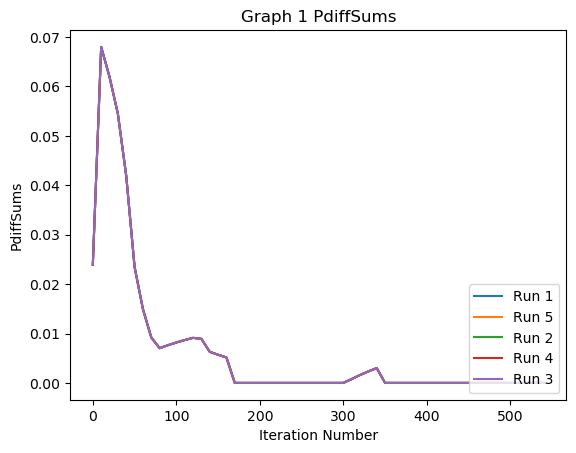 Graph 1 PdiffSums
0.07
0.06
0.05
0.04
0.03
0.02
0.01
0.00
PdiffSums
Run 1
Run 5
Run 2
Run 4
Run 3
0 100 200 300 400 500
Iteration Number